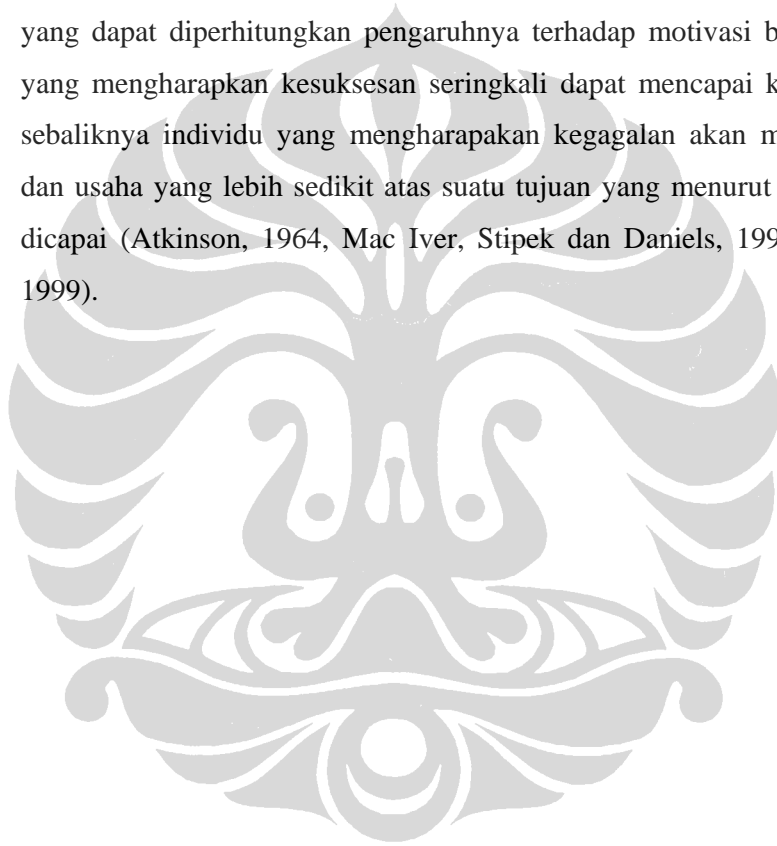 yang dapat diperhitungkan pengaruhnya terhadap motivasi
yang mengharapkan kesuksesan seringkali dapat mencapai
sebaliknya individu yang mengharapakan kegagalan akan
dan usaha yang lebih sedikit atas suatu tujuan yang menurut
dicapai (Atkinson, 1964, Mac Iver, Stipek dan Daniels,
1999).